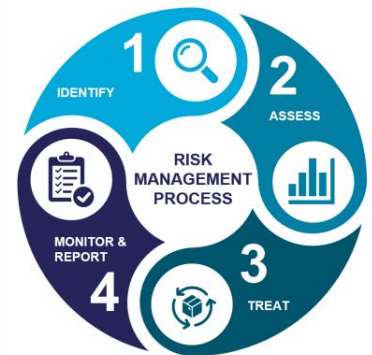 1
IDENTIFY
2
ASSESS
RISK
MANAGEMENT
PROCESS
3
TREAT
MONITOR &
REPORT
4